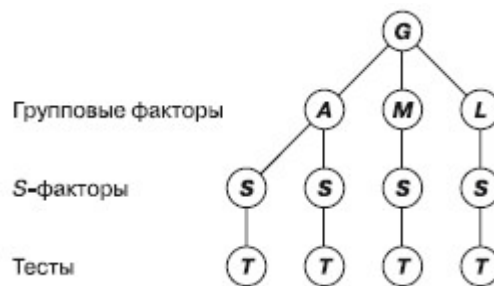 G
Групповые факторы A M L
S-факторы S S S S
Тесты T T T T